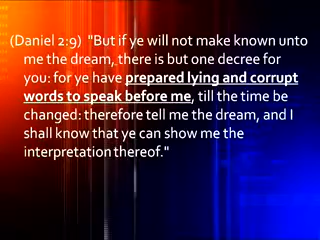 (Daniel 2:9)  "But if ye will not make known unto
me the dream, there is but one decree for
you: for ye have prepared lying and corrupt
words to speak before me, till the time be
changed: therefore tell me the dream, and I
shall know that ye can show me the
interpretation thereof."